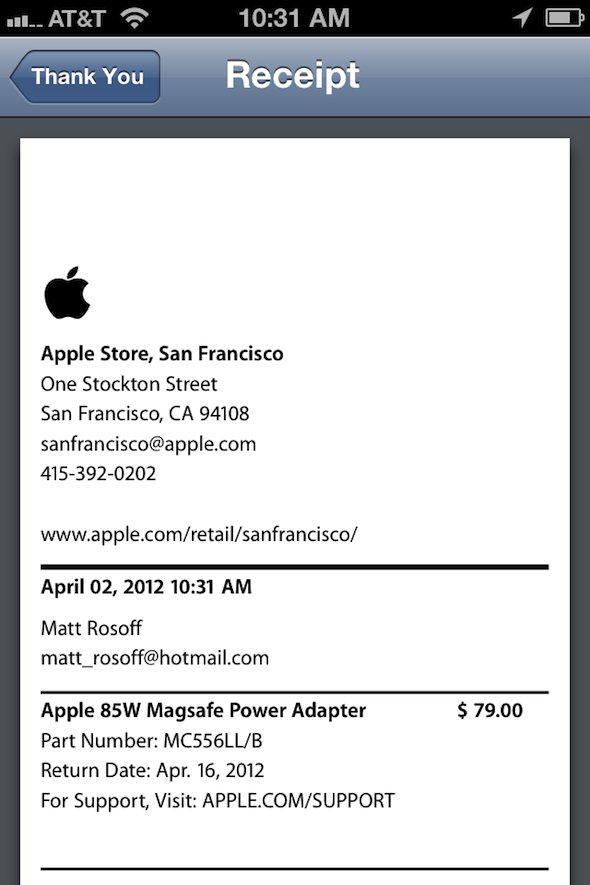 AT&T 10:31 AM
Thank You Receipt
Apple Store, San Francisco
One Stockton Street
San Francisco, CA 94108
sanfrancisco@apple.com
415-392-0202
www.apple.com/retail/sanfrancisco/
April 02, 2012 10:31 AM
Matt Rosoff
matt_rosoff@hotmail.com
Apple 85W Magsafe Power Adapter $ 79.00
Part Number: MC556LL/B
Return Date: Apr. 16, 2012
For Support, Visit: APPLE.COM/SUPPORT